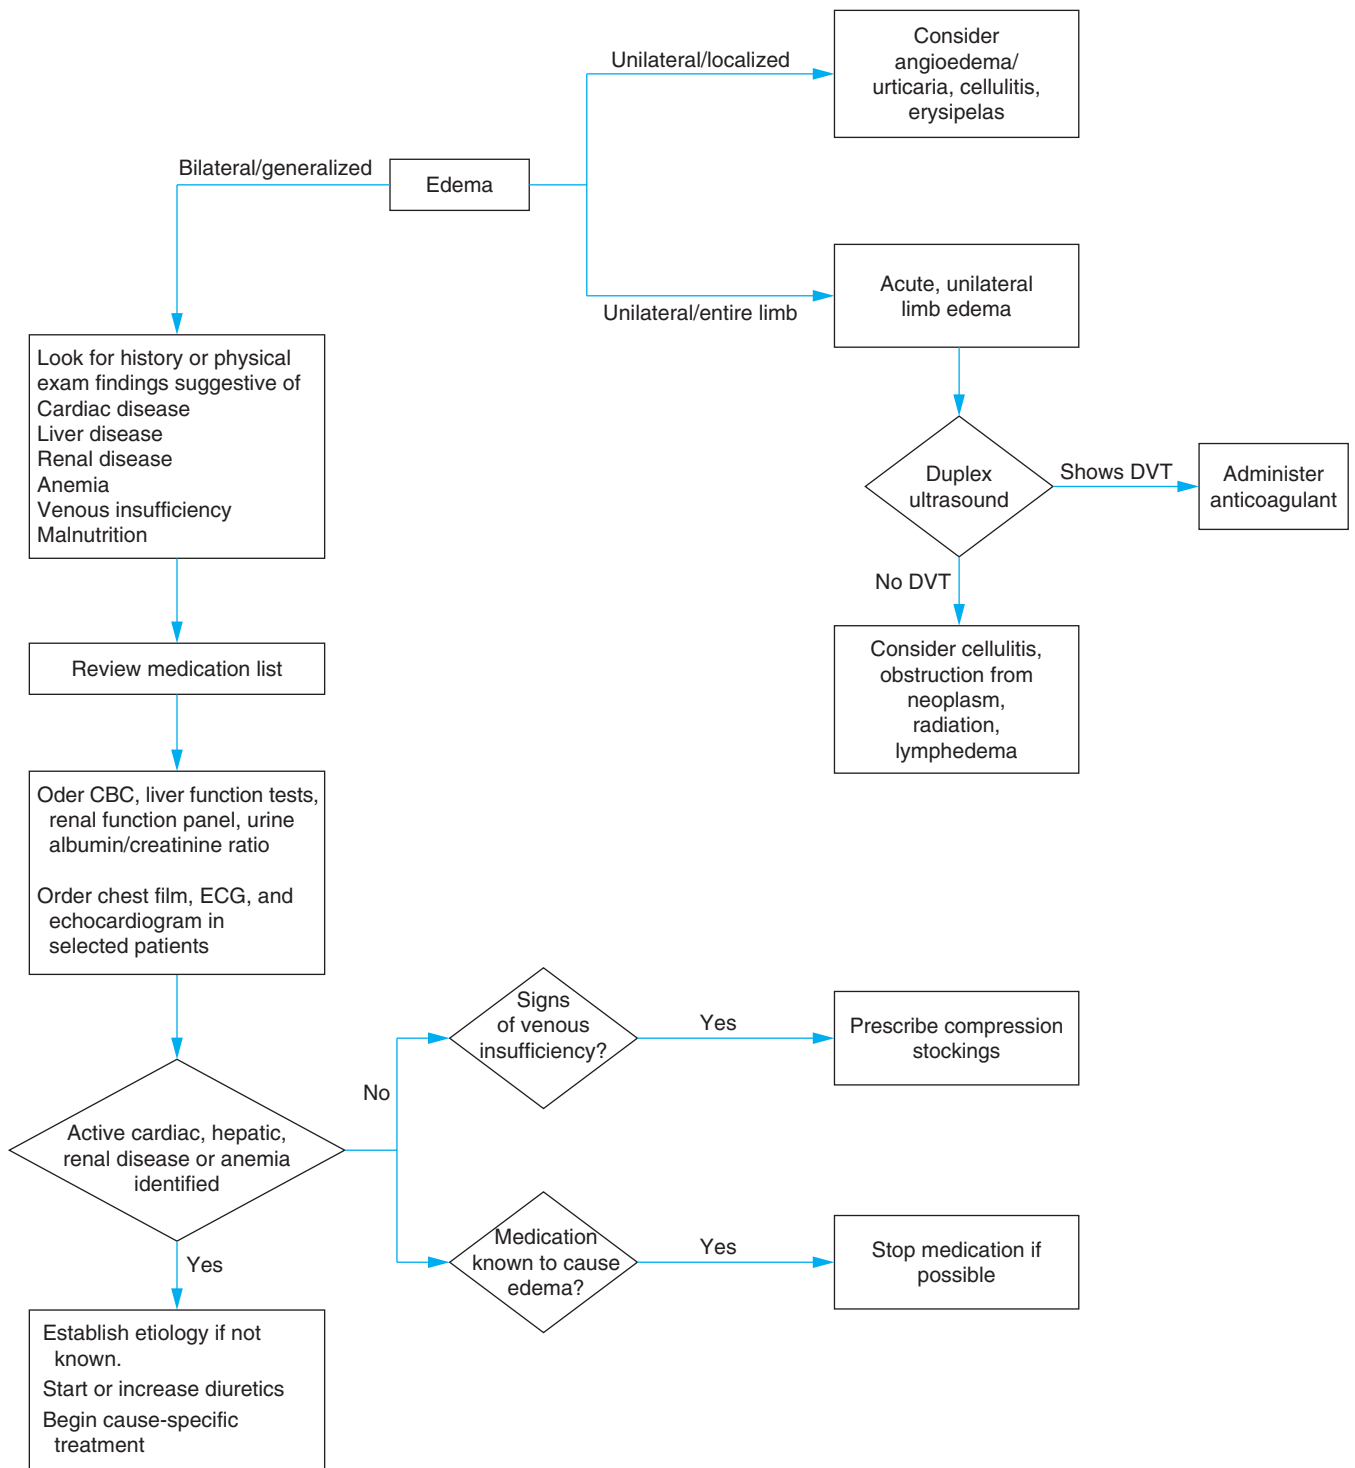 Consider
angioedema/
urticaria, cellulitis,
erysipelas
Unilateral/localized
Bilateral/generalized
Edema
Unilateral/entire limb
Acute, unilateral
limb edema
Look for history or physical
exam findings suggestive of
Cardiac disease
Liver disease
Renal disease
Anemia
Venous insufficiency
Malnutrition
Duplex
ultrasound
Shows DVT
Administer
anticoagulant
No DVT
Consider cellulitis,
obstruction from
neoplasm,
radiation,
lymphedema
Review medication list
Oder CBC, liver function tests,
renal function panel, urine
albumin/creatinine ratio
Order chest film, ECG, and
echocardiogram in
selected patients
Signs
of venous
insufficiency?
Yes
Prescribe compression
stockings
No
Active cardiac, hepatic,
renal disease or anemia
identified
Medication
known to cause
edema?
Yes
Stop medication if
possible
Yes
Establish etiology if not
known.
Start or increase diuretics
Begin cause-specific
treatment